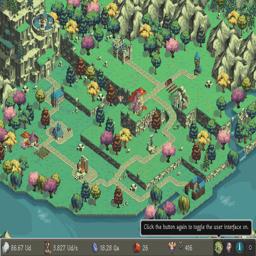 Click the button again to toggle the user interface on.
86.67 Ud 3.827 Ud/s 18.28 Qa 26 416